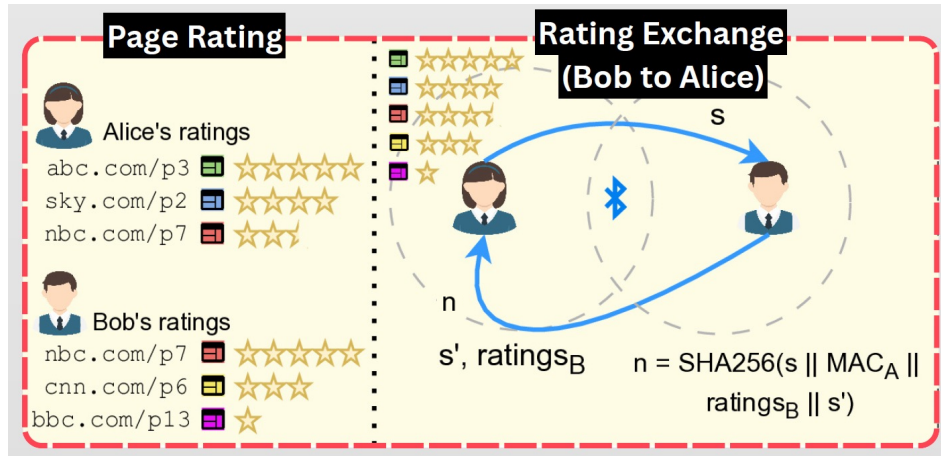 Page Rating
Alice's ratings
abc.com/p3
sky.com/p2
nbc.com/p7
Bob's ratings
nbc.com/p7
cnn.com/p6
bbc.com/p13
Rating Exchange
(Bob to Alice)
s
n
s', ratings_B
n = SHA256(s || MAC_A ||
ratings_B || s')